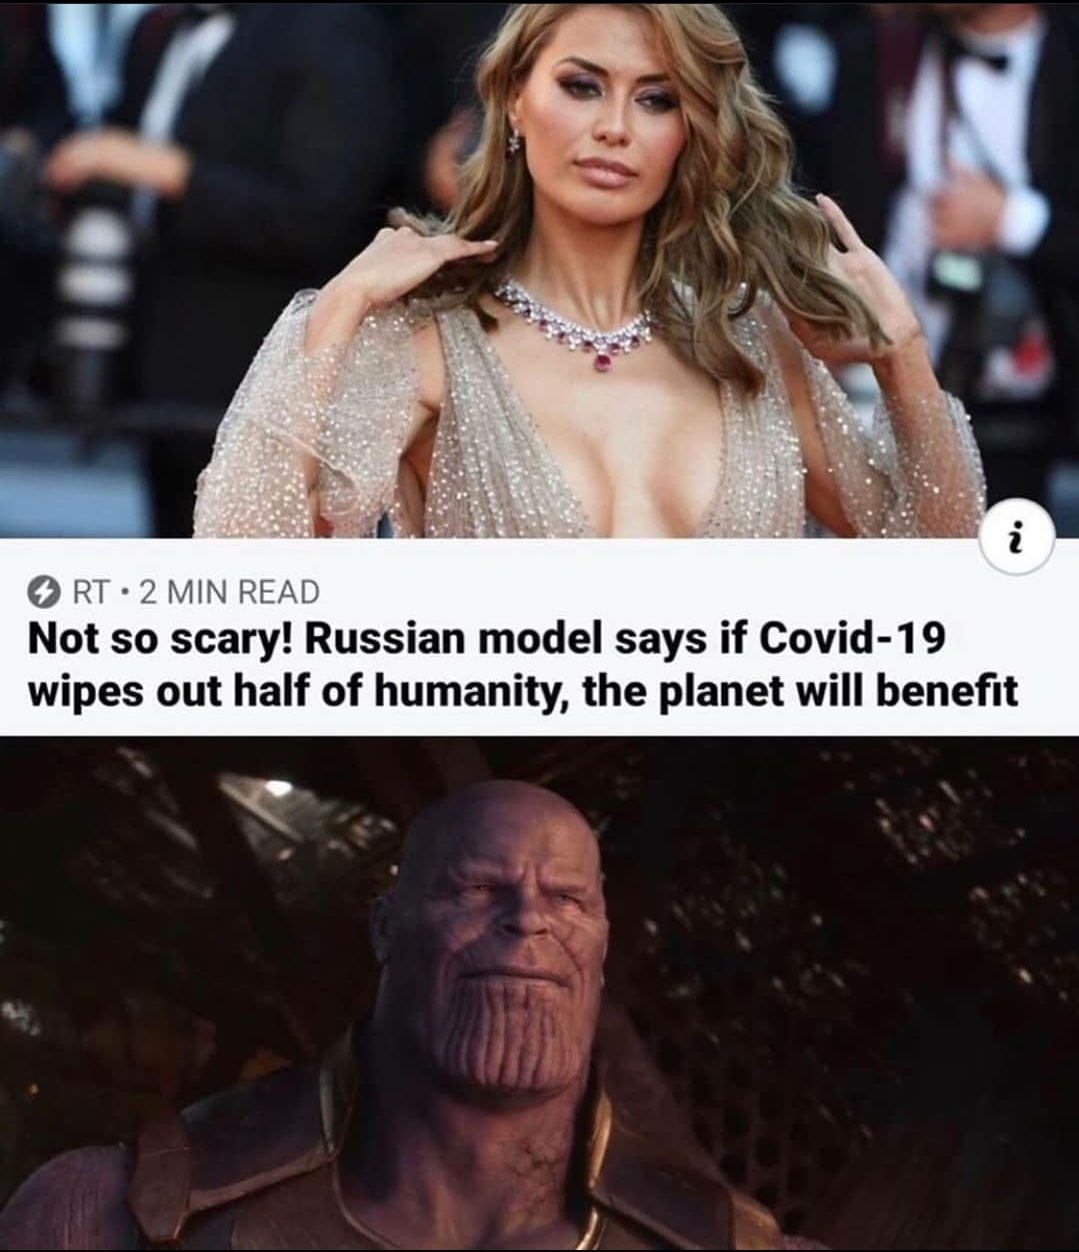 i
RT • 2 MIN READ
Not so scary! Russian model says if Covid-19
wipes out half of humanity, the planet will benefit